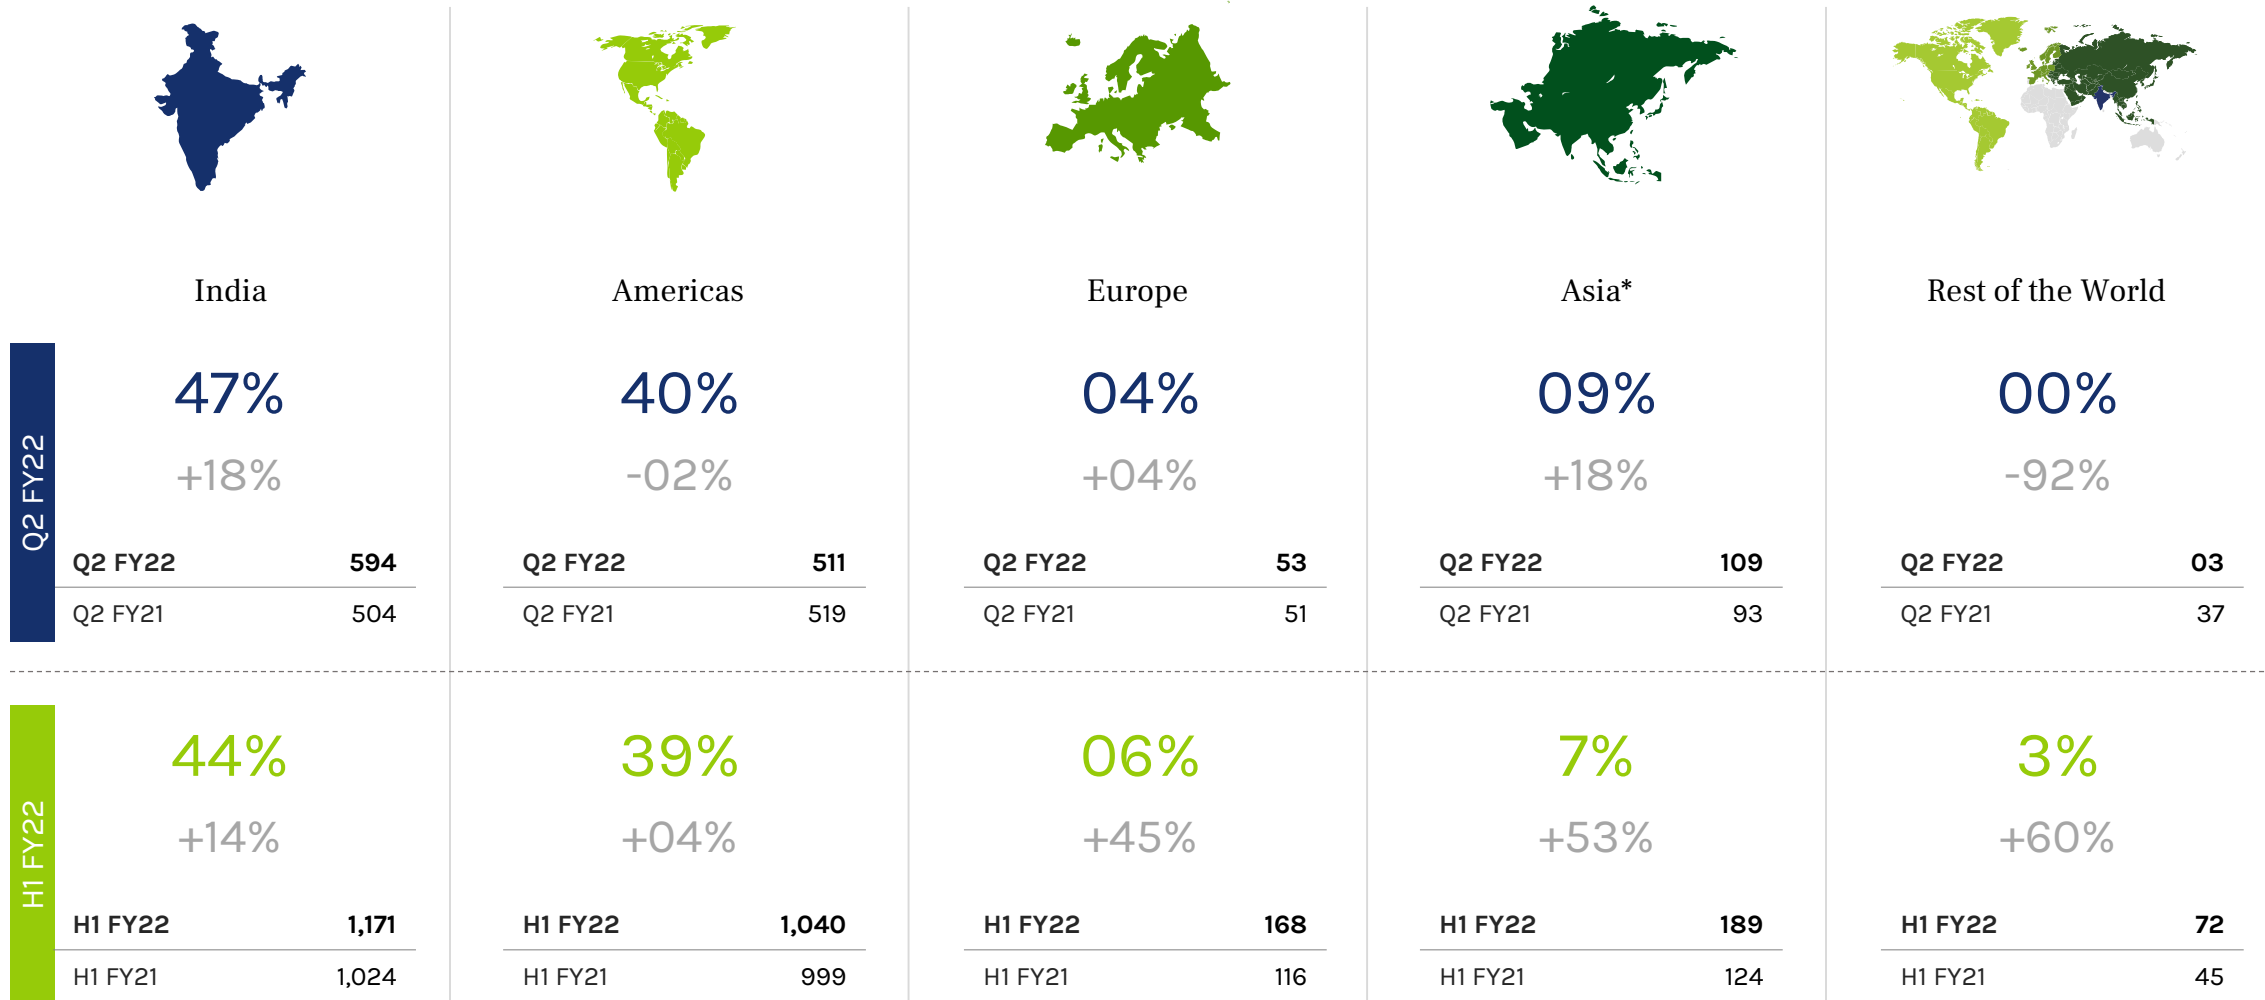 India Americas Europe Asia* Rest of the World
Q2 FY22
47% 40% 04% 09% 00%
+18% -02% +04% +18% -92%
Q2 FY22 594 Q2 FY22 511 Q2 FY22 53 Q2 FY22 109 Q2 FY22 03
Q2 FY21 504 Q2 FY21 519 Q2 FY21 51 Q2 FY21 93 Q2 FY21 37
H1 FY22
44% 39% 06% 7% 3%
+14% +04% +45% +53% +60%
H1 FY22 1,171 H1 FY22 1,040 H1 FY22 168 H1 FY22 189 H1 FY22 72
H1 FY21 1,024 H1 FY21 999 H1 FY21 116 H1 FY21 124 H1 FY21 45